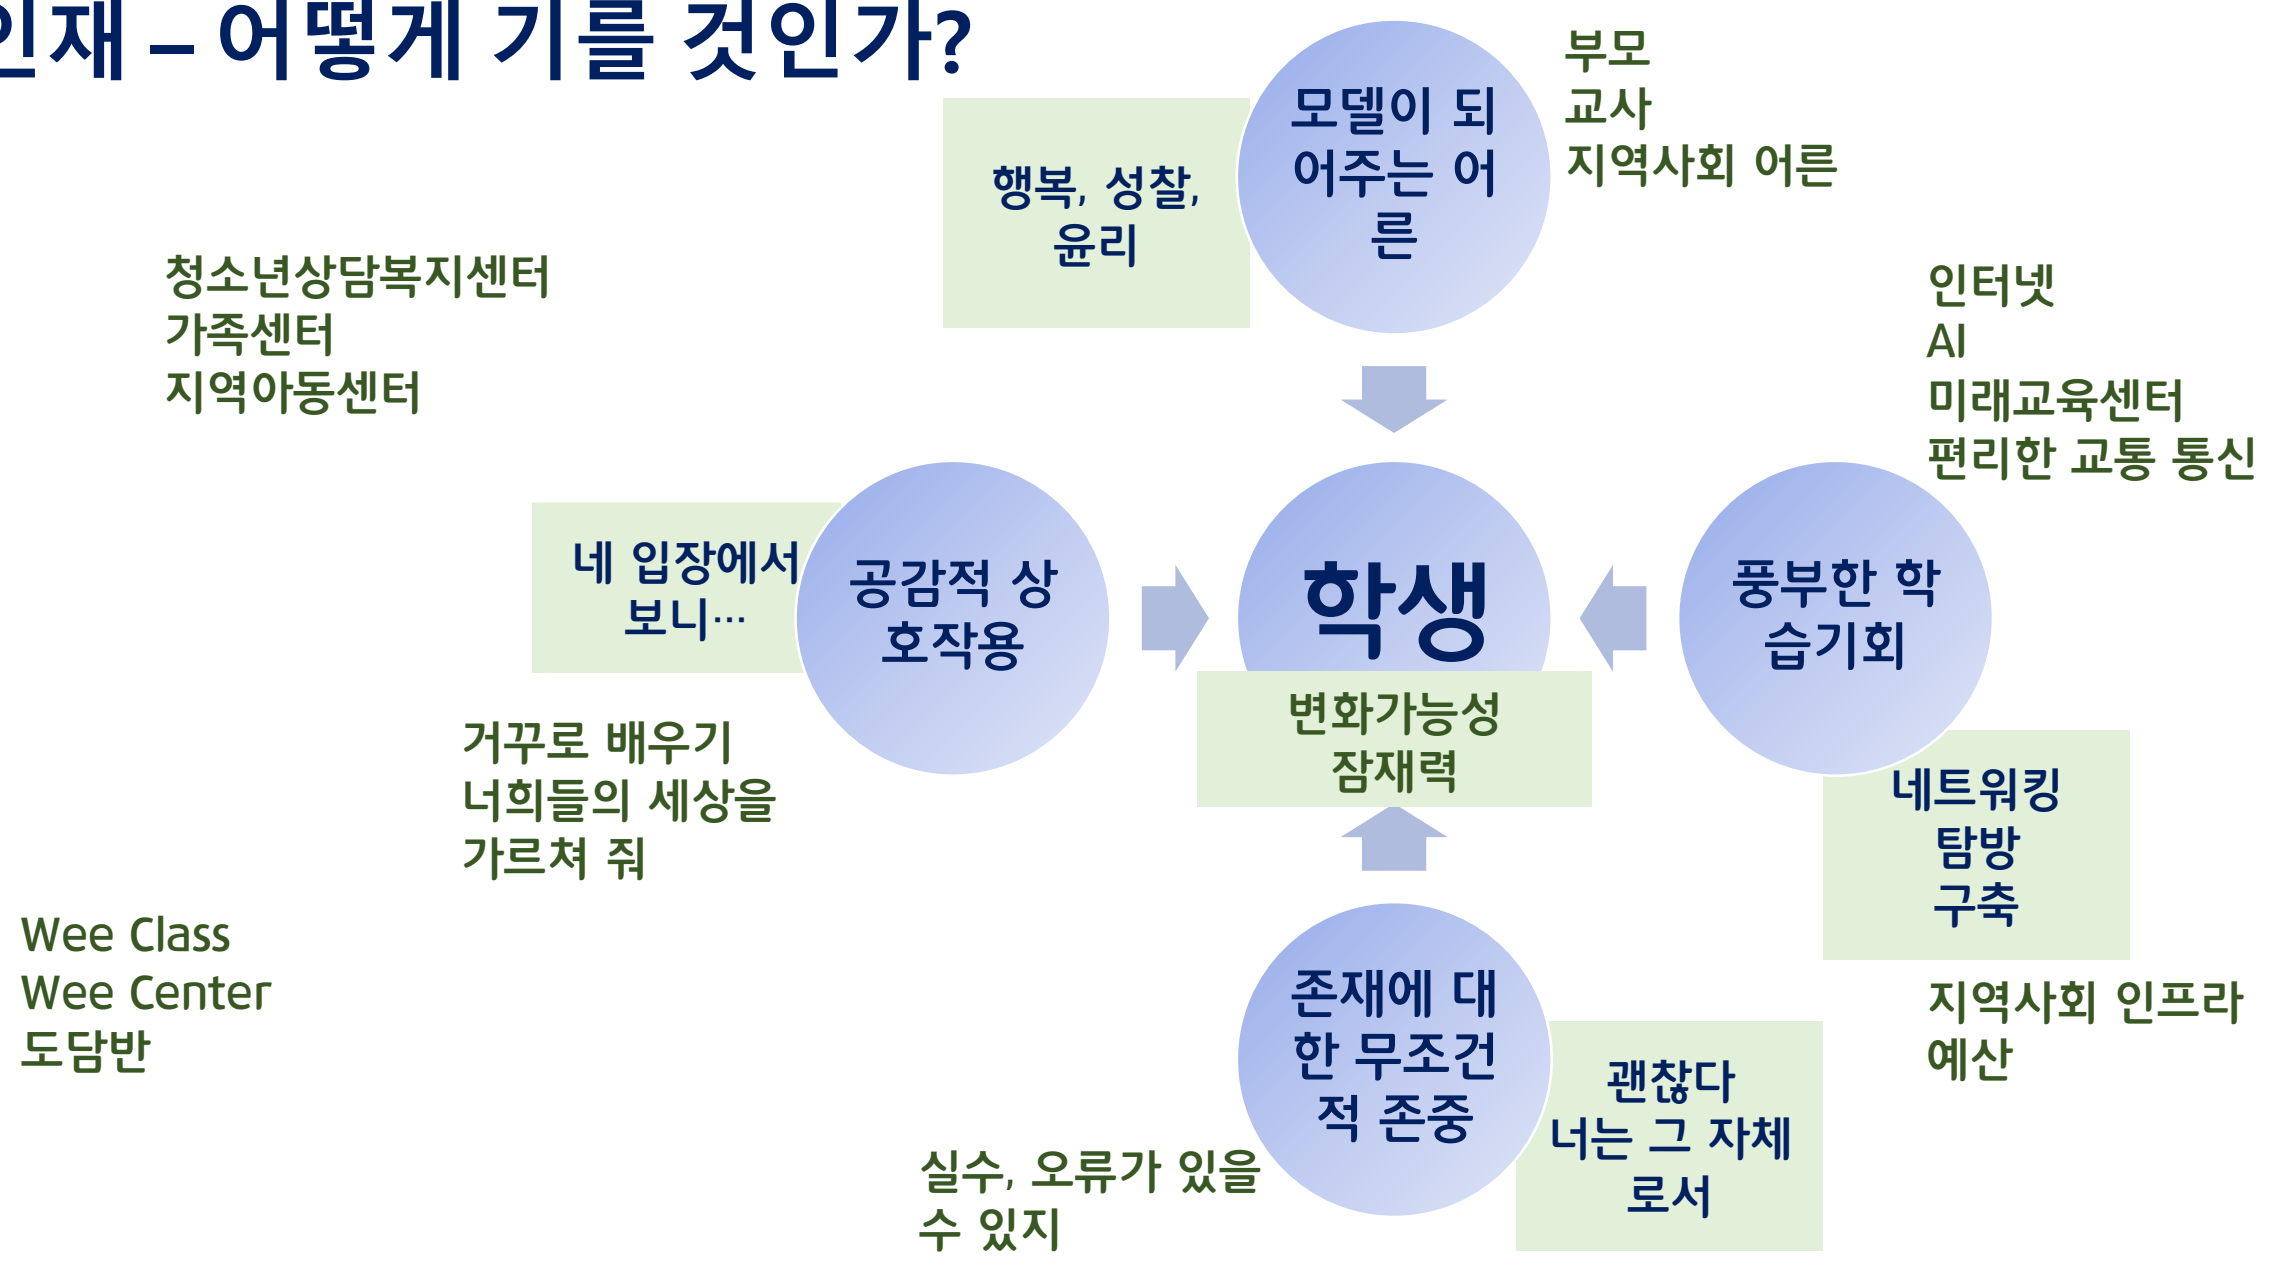 인재 – 어떻게 기를 것인가?
모델이 되
어주는 어
른
부모
교사
지역사회 어른
행복, 성찰,
윤리
청소년상담복지센터
가족센터
지역아동센터
인터넷
AI
미래교육센터
편리한 교통 통신
네 입장에서
보니…
공감적 상
호작용
학생
변화가능성
잠재력
풍부한 학
습기회
거꾸로 배우기
너희들의 세상을
가르쳐 줘
네트워킹
탐방
구축
Wee Class
Wee Center
도담반
지역사회 인프라
예산
존재에 대
한 무조건
적 존중
괜찮다
너는 그 자체
로서
실수, 오류가 있을
수 있지